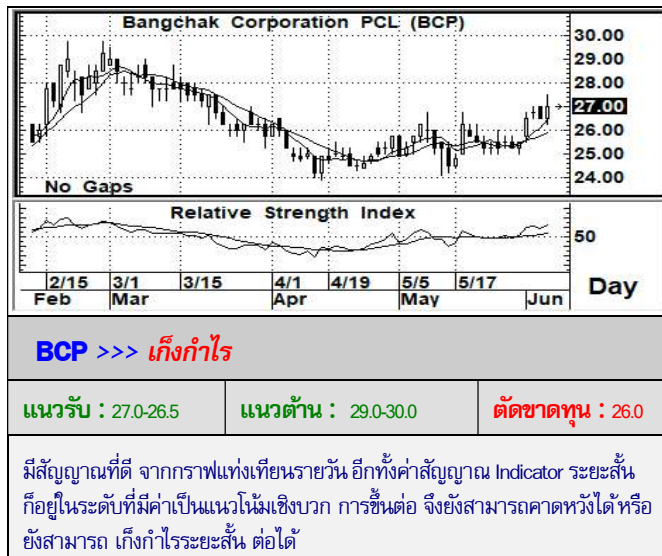 Bangchak Corporation PCL (BCP)
30.00
29.00
28.00
27.00
26.00
25.00
24.00
No Gaps
Relative Strength Index
50
2/15 3/1 3/15 4/1 4/19 5/5 5/17
Feb Mar Apr May Jun
Day
BCP >>> เก็งกำไร
แนวรับ : 27.0-26.5 แนวต้าน : 29.0-30.0 ตัดขาดทุน : 26.0
มีสัญญาณที่ดี จากกราฟแท่งเทียนรายวัน อีกทั้งค่าสัญญาณ Indicator ระยะสั้น
ก็อยู่ในระดับที่มีค่าเป็นแนวโน้มเชิงบวก การขึ้นต่อ จึงยังสามารถคาดหวังได้หรือ
ยังสามารถ เก็งกำไรระยะสั้น ต่อได้